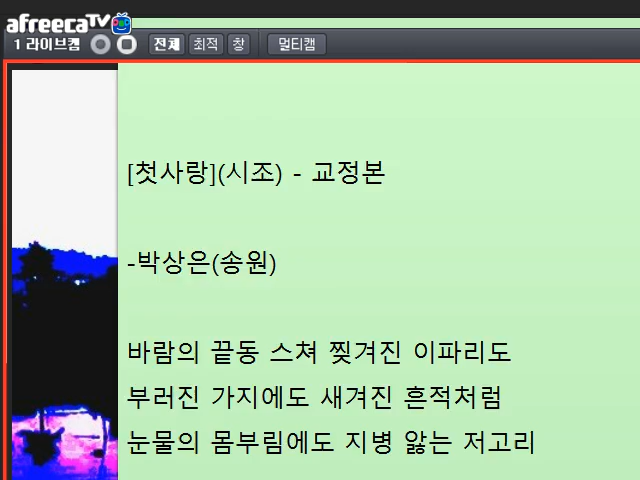 afreecaTV
1 라이브캠 전체 최적 창 멀티캠
[첫사랑](시조) - 교정본
-박상은(송원)
바람의 끝동 스쳐 찢겨진 이파리도
부러진 가지에도 새겨진 흔적처럼
눈물의 몸부림에도 지병 앓는 저고리